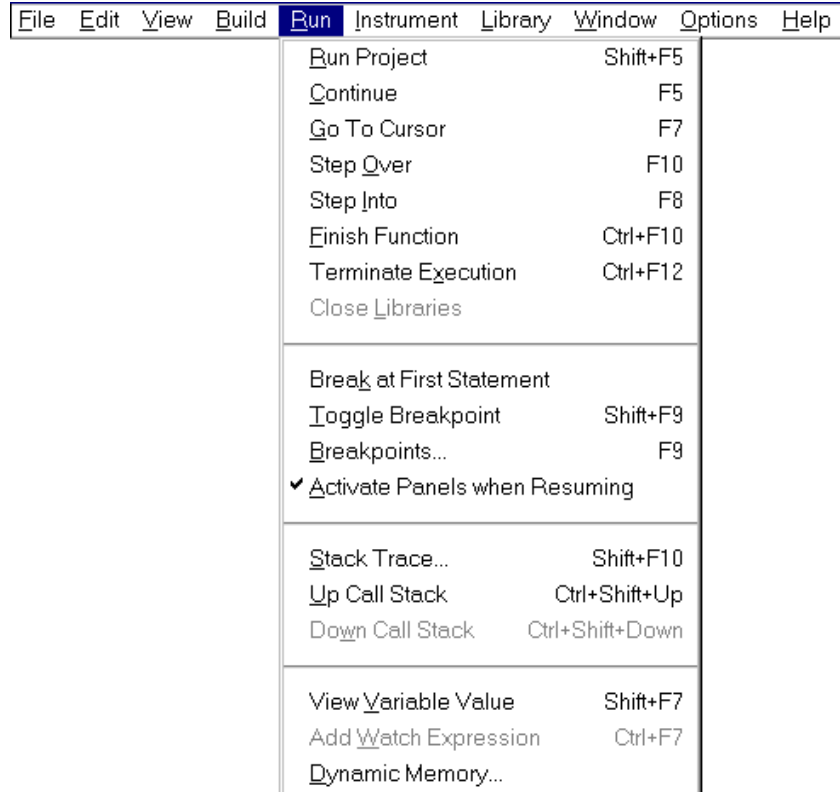 File Edit View Build Run Instrument Library Window Options Help
Run Project Shift+F5
Continue F5
Go To Cursor F7
Step Over F10
Step Into F8
Finish Function Ctrl+F10
Terminate Execution Ctrl+F12
Close Libraries
Break at First Statement
Toggle Breakpoint Shift+F9
Breakpoints... F9
Activate Panels when Resuming
Stack Trace... Shift+F10
Up Call Stack Ctrl+Shift+Up
Down Call Stack Ctrl+Shift+Down
View Variable Value Shift+F7
Add Watch Expression Ctrl+F7
Dynamic Memory...